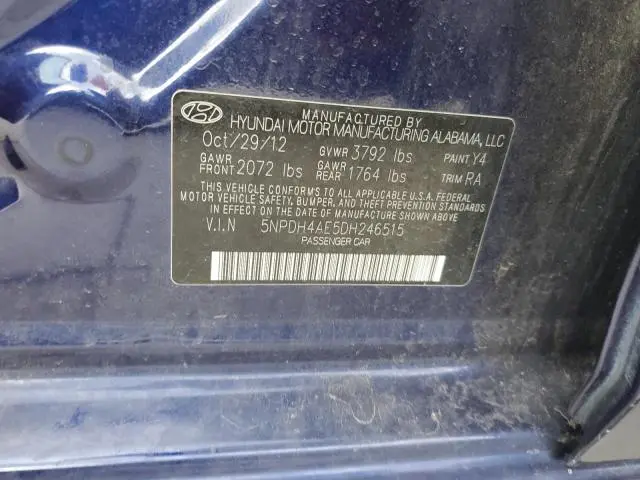 MANUFACTURED BY
HYUNDAI MOTOR MANUFACTURING ALABAMA, LLC
Oct/29/12 GVWR 3792 lbs PAINT Y4
GAWR FRONT 2072 lbs GAWR REAR 1764 lbs TRIM RA
THIS VEHICLE CONFORMS TO ALL APPLICABLE U.S.A. FEDERAL
MOTOR VEHICLE SAFETY, BUMPER, AND THEFT PREVENTION STANDARDS
IN EFFECT ON THE DATE OF MANUFACTURE SHOWN ABOVE.
V.I.N 5NPDH4AE5DH246515
PASSENGER CAR